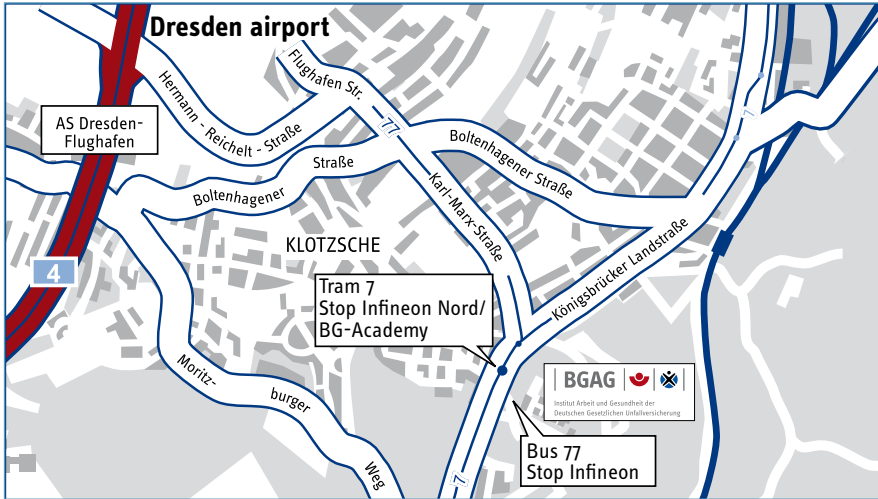 Dresden airport
Flughafen Str.
Hermann - Reichelt - Straße
AS Dresden-
Flughafen
77
Boltenhagener Straße
7
Boltenhagener
Straße
Karl-Marx-Straße
KLOTZSCHE
Königsbrücker Landstraße
4
Tram 7
Stop Infineon Nord/
BG-Academy
Moritz-
burger
Weg
BGAG
Institut Arbeit und Gesundheit der
Deutschen Gesetzlichen Unfallversicherung
Bus 77
Stop Infineon
7